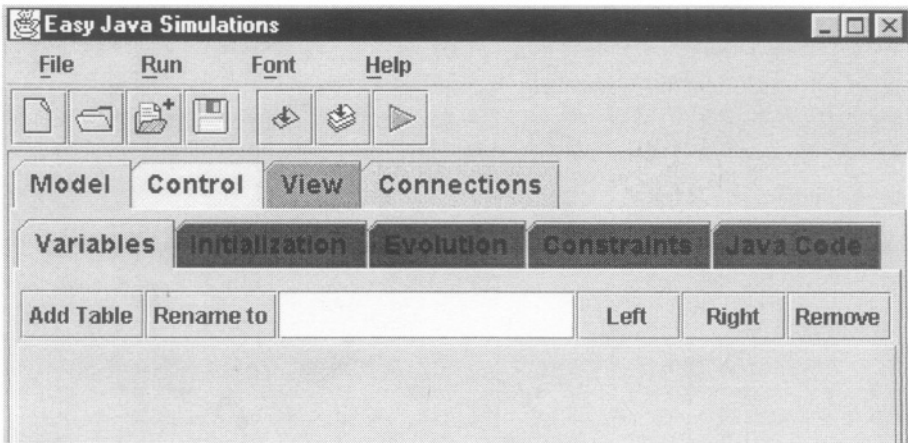 Easy Java Simulations
File Run Font Help
Model Control View Connections
Variables Initialization Evolution Constraints Java Code
Add Table Rename to Left Right Remove